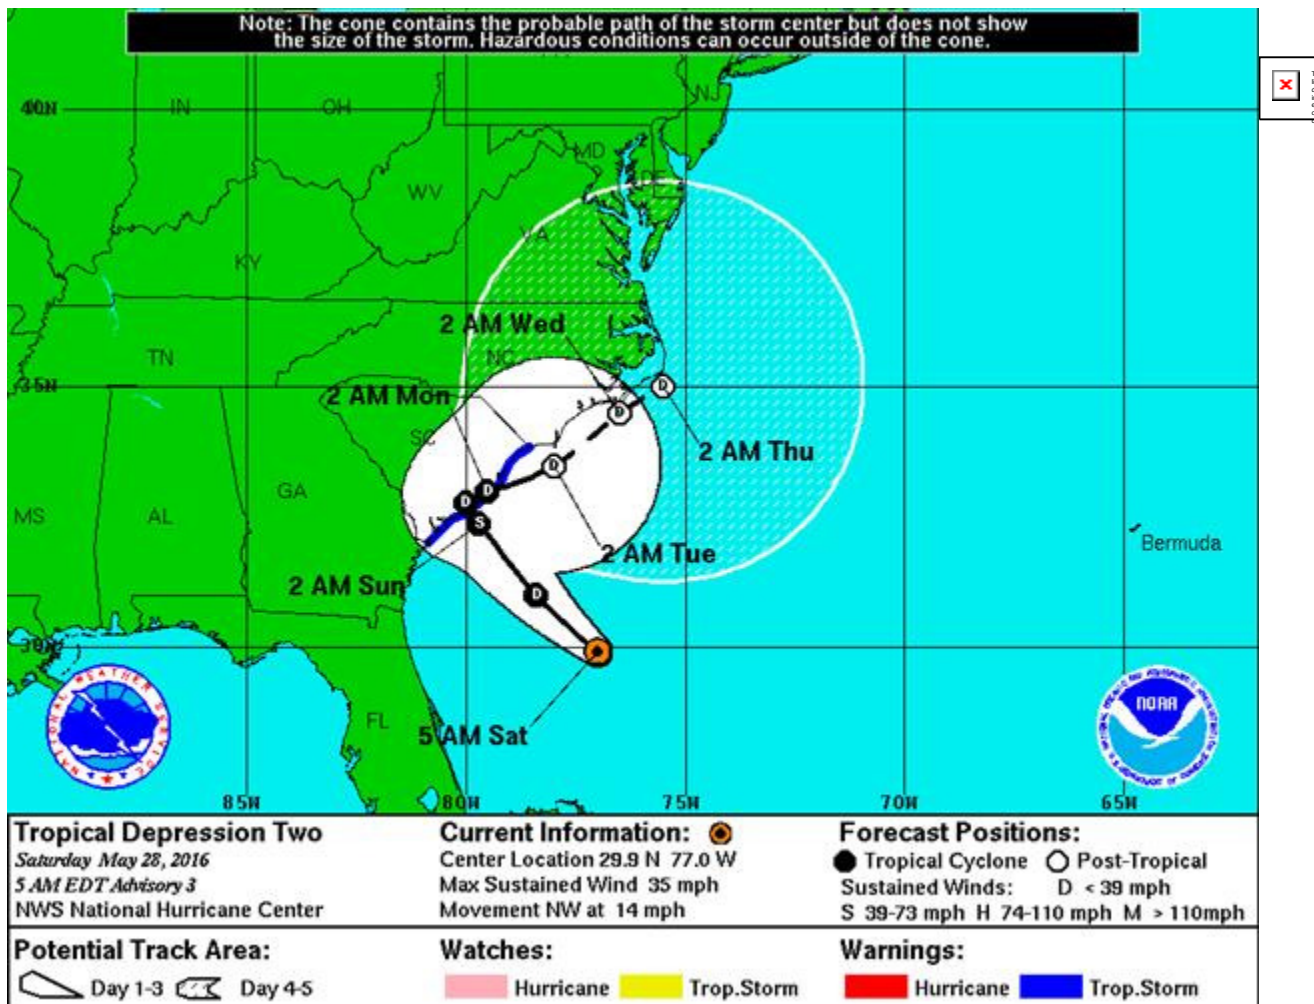 Note: The cone contains the probable path of the storm center but does not show
the size of the storm. Hazardous conditions can occur outside of the cone.
40N
IN
OH
NJ
MD
DE
WV
VA
KY
2 AM Wed
TN
NC
35N
2 AM Mon
SC
2 AM Thu
GA
MS
AL
2 AM Tue
Bermuda
2 AM Sun
30N
NATIONAL WEATHER SERVICE
NOAA
FL
5 AM Sat
85W
80W
75W
70W
65W
Tropical Depression Two
Saturday May 28, 2016
5 AM EDT Advisory 3
NWS National Hurricane Center
Current Information:
Center Location 29.9 N 77.0 W
Max Sustained Wind 35 mph
Movement NW at 14 mph
Forecast Positions:
Tropical Cyclone Post-Tropical
Sustained Winds: D < 39 mph
S 39-73 mph H 74-110 mph M > 110mph
Potential Track Area:
Day 1-3 Day 4-5
Watches:
Hurricane Trop.Storm
Warnings:
Hurricane Trop.Storm